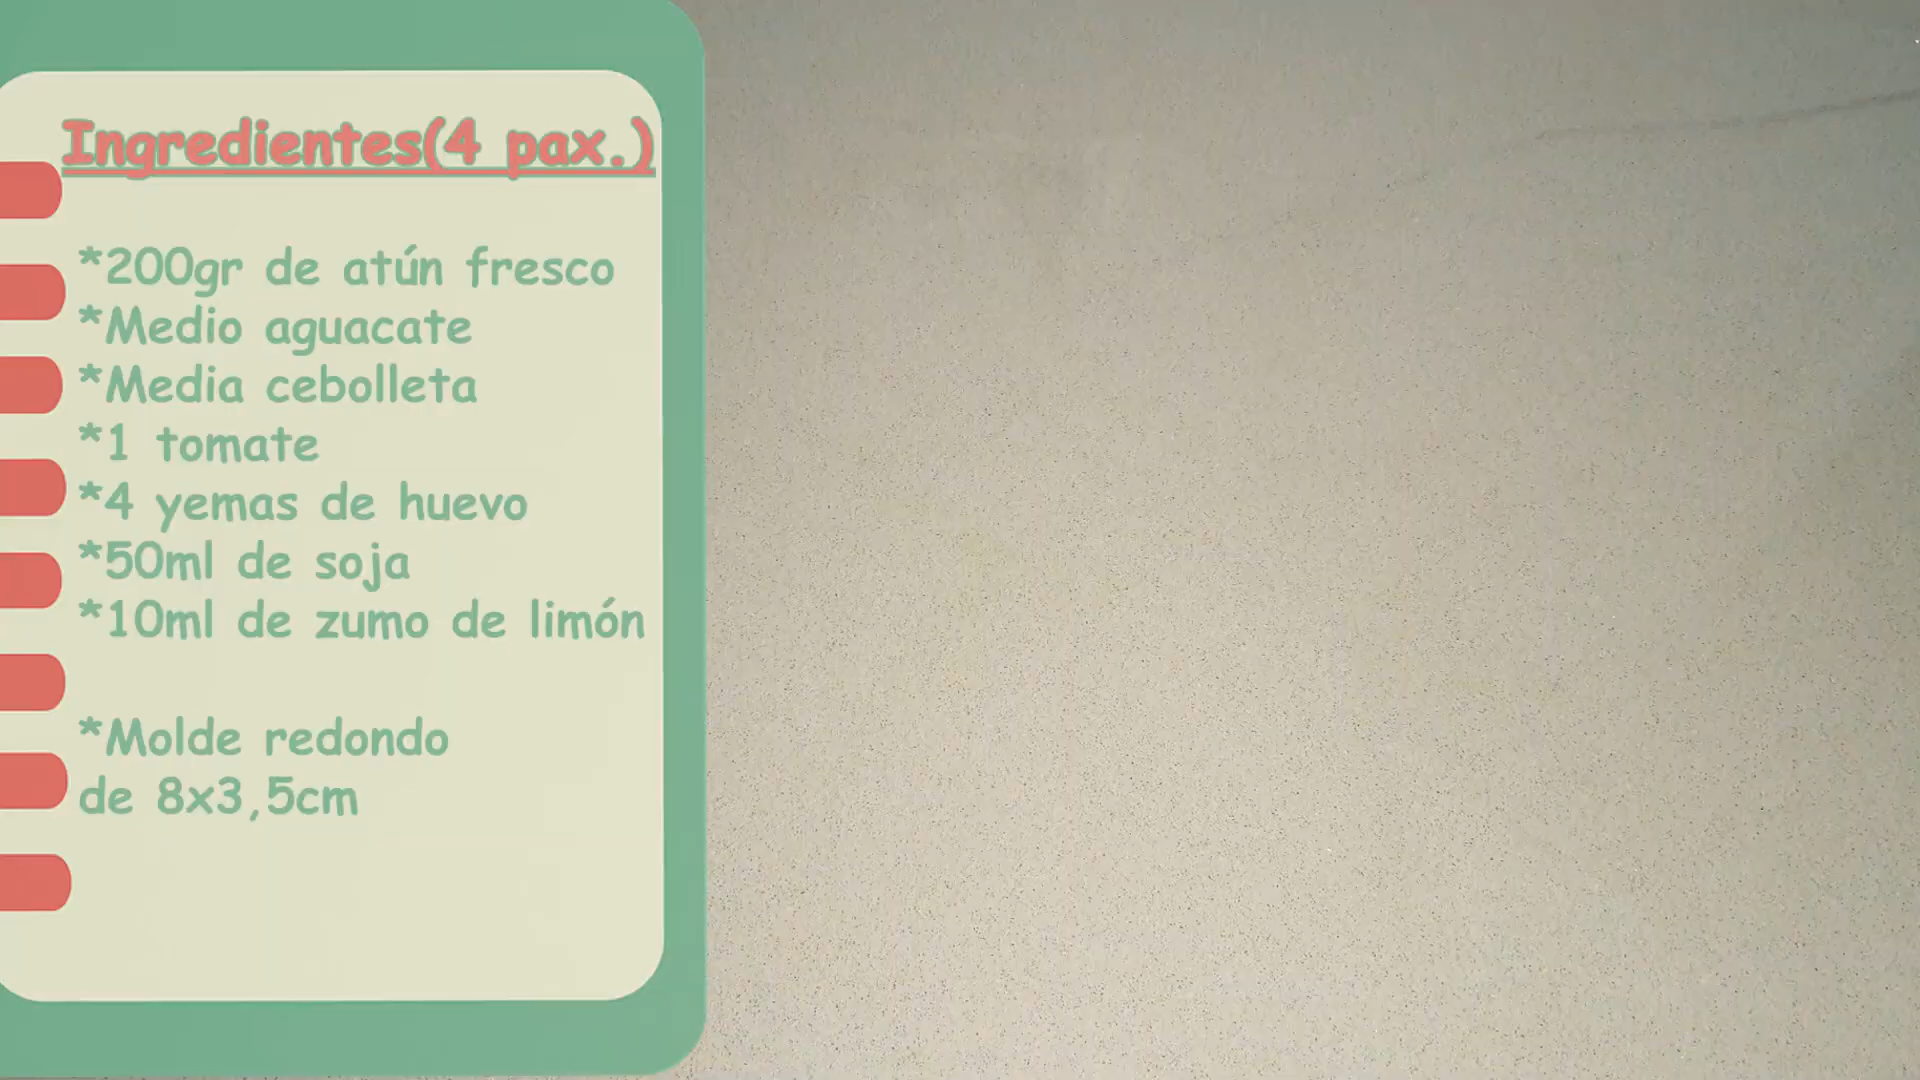 Ingredientes(4 pax.)
*200gr de atún fresco
*Medio aguacate
*Media cebolleta
*1 tomate
*4 yemas de huevo
*50ml de soja
*10ml de zumo de limón
*Molde redondo
de 8x3,5cm